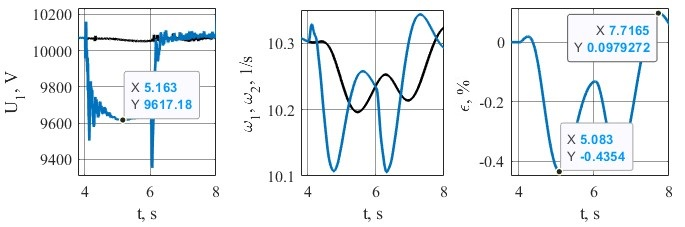 10200
10000
9800
9600
9400
U₁, V
X 5.163
Y 9617.18
4
6
8
t, s
10.3
10.2
10.1
ω₁, ω₂, 1/s
4
6
8
t, s
0
-0.2
-0.4
ϵ, %
X 7.7165
Y 0.0979272
X 5.083
Y -0.4354
4
6
8
t, s